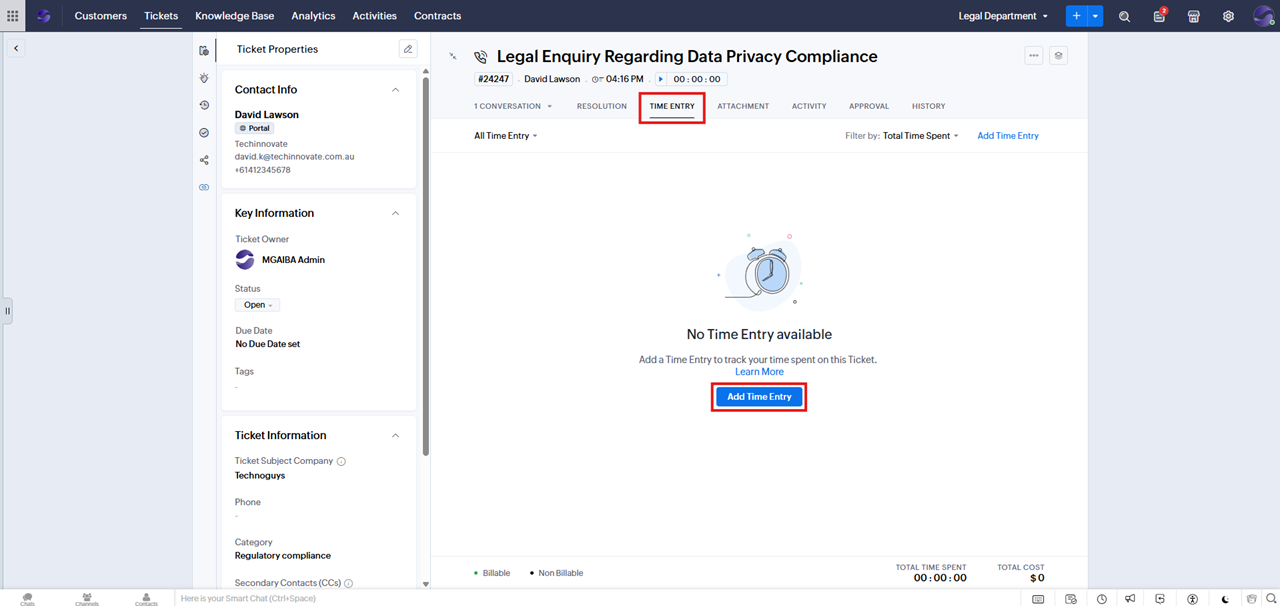 Customers Tickets Knowledge Base Analytics Activities Contracts Legal Department 2
Ticket Properties
Contact Info
David Lawson
Portal
Techinnovate
david.k@techinnovate.com.au
+61412345678
Key Information
Ticket Owner
MGAIBA Admin
Status
Open
Due Date
No Due Date set
Tags
-
Ticket Information
Ticket Subject Company
Technoguys
Phone
-
Category
Regulatory compliance
Secondary Contacts (CCs)
Legal Enquiry Regarding Data Privacy Compliance
#24247 David Lawson 04:16 PM 00 : 00 : 00
1 CONVERSATION RESOLUTION TIME ENTRY ATTACHMENT ACTIVITY APPROVAL HISTORY
All Time Entry Filter by: Total Time Spent Add Time Entry
No Time Entry available
Add a Time Entry to track your time spent on this Ticket.
Learn More
Add Time Entry
Billable Non Billable
TOTAL TIME SPENT TOTAL COST
00 : 00 : 00 $ 0
Chats Channels Contacts Here is your Smart Chat (Ctrl+Space)